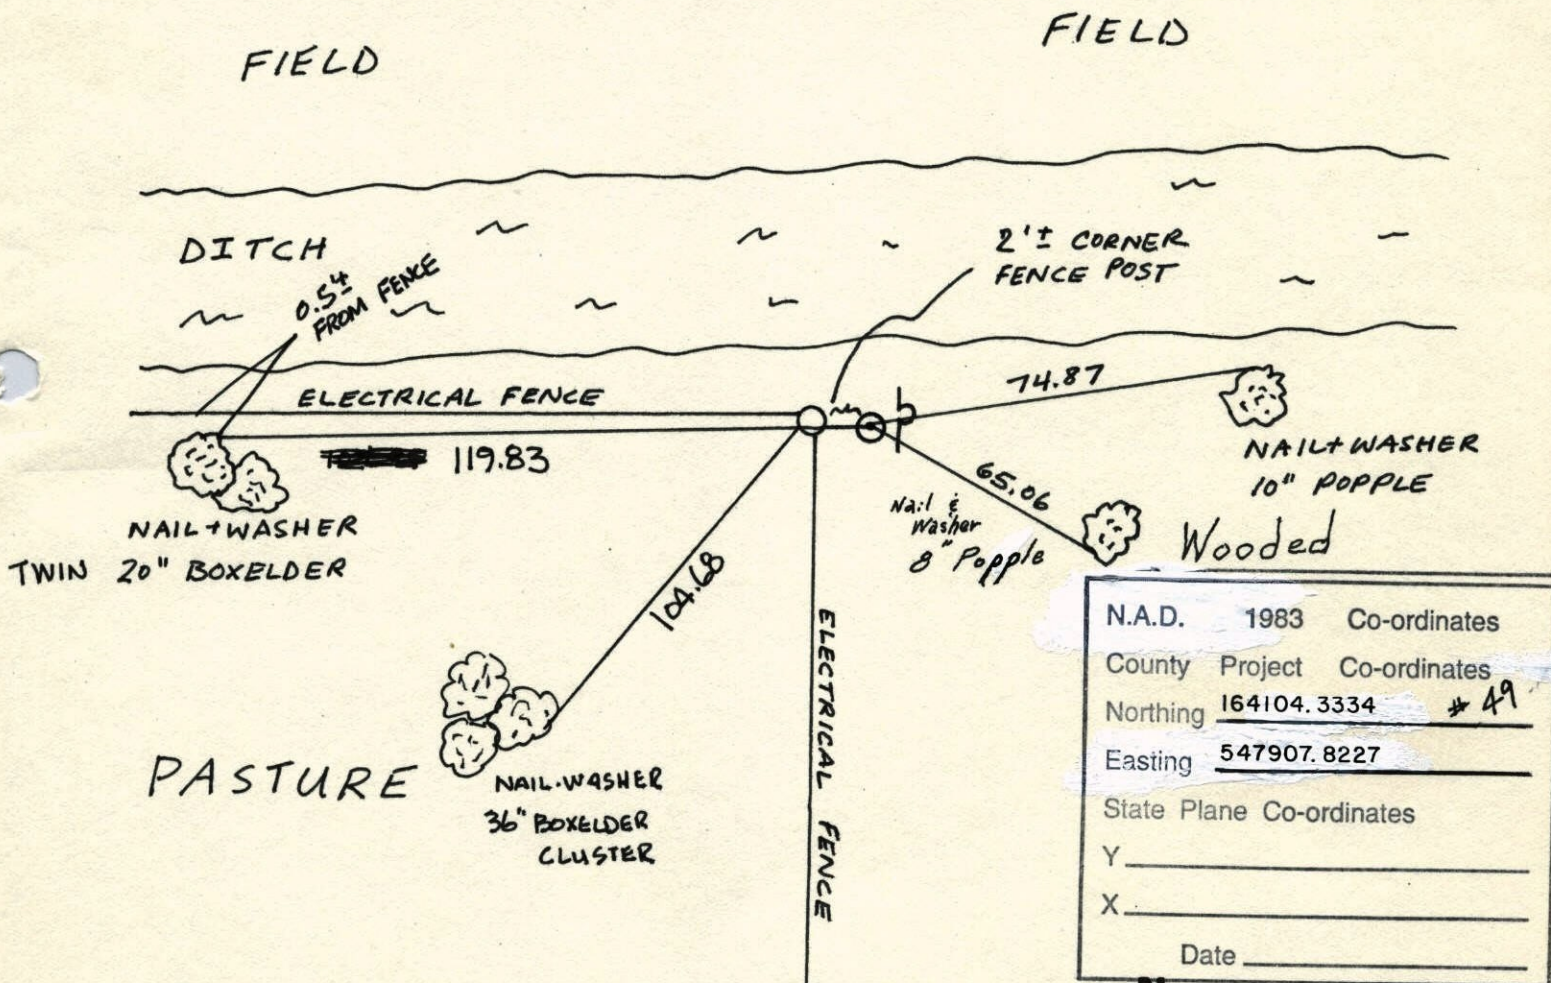 FIELD
FIELD
DITCH
0.5'±
FROM FENCE
2'± CORNER
FENCE POST
ELECTRICAL FENCE
74.87
119.83
NAIL+WASHER
10" POPPLE
65.06
Nail &
Washer
8" Popple
Wooded
NAIL+WASHER
TWIN 20" BOXELDER
104.68
ELECTRICAL FENCE
PASTURE
NAIL.WASHER
36" BOXELDER
CLUSTER
N.A.D. 1983 Co-ordinates
County Project Co-ordinates
Northing 164104.3334 # 49
Easting 547907.8227
State Plane Co-ordinates
Y
X
Date